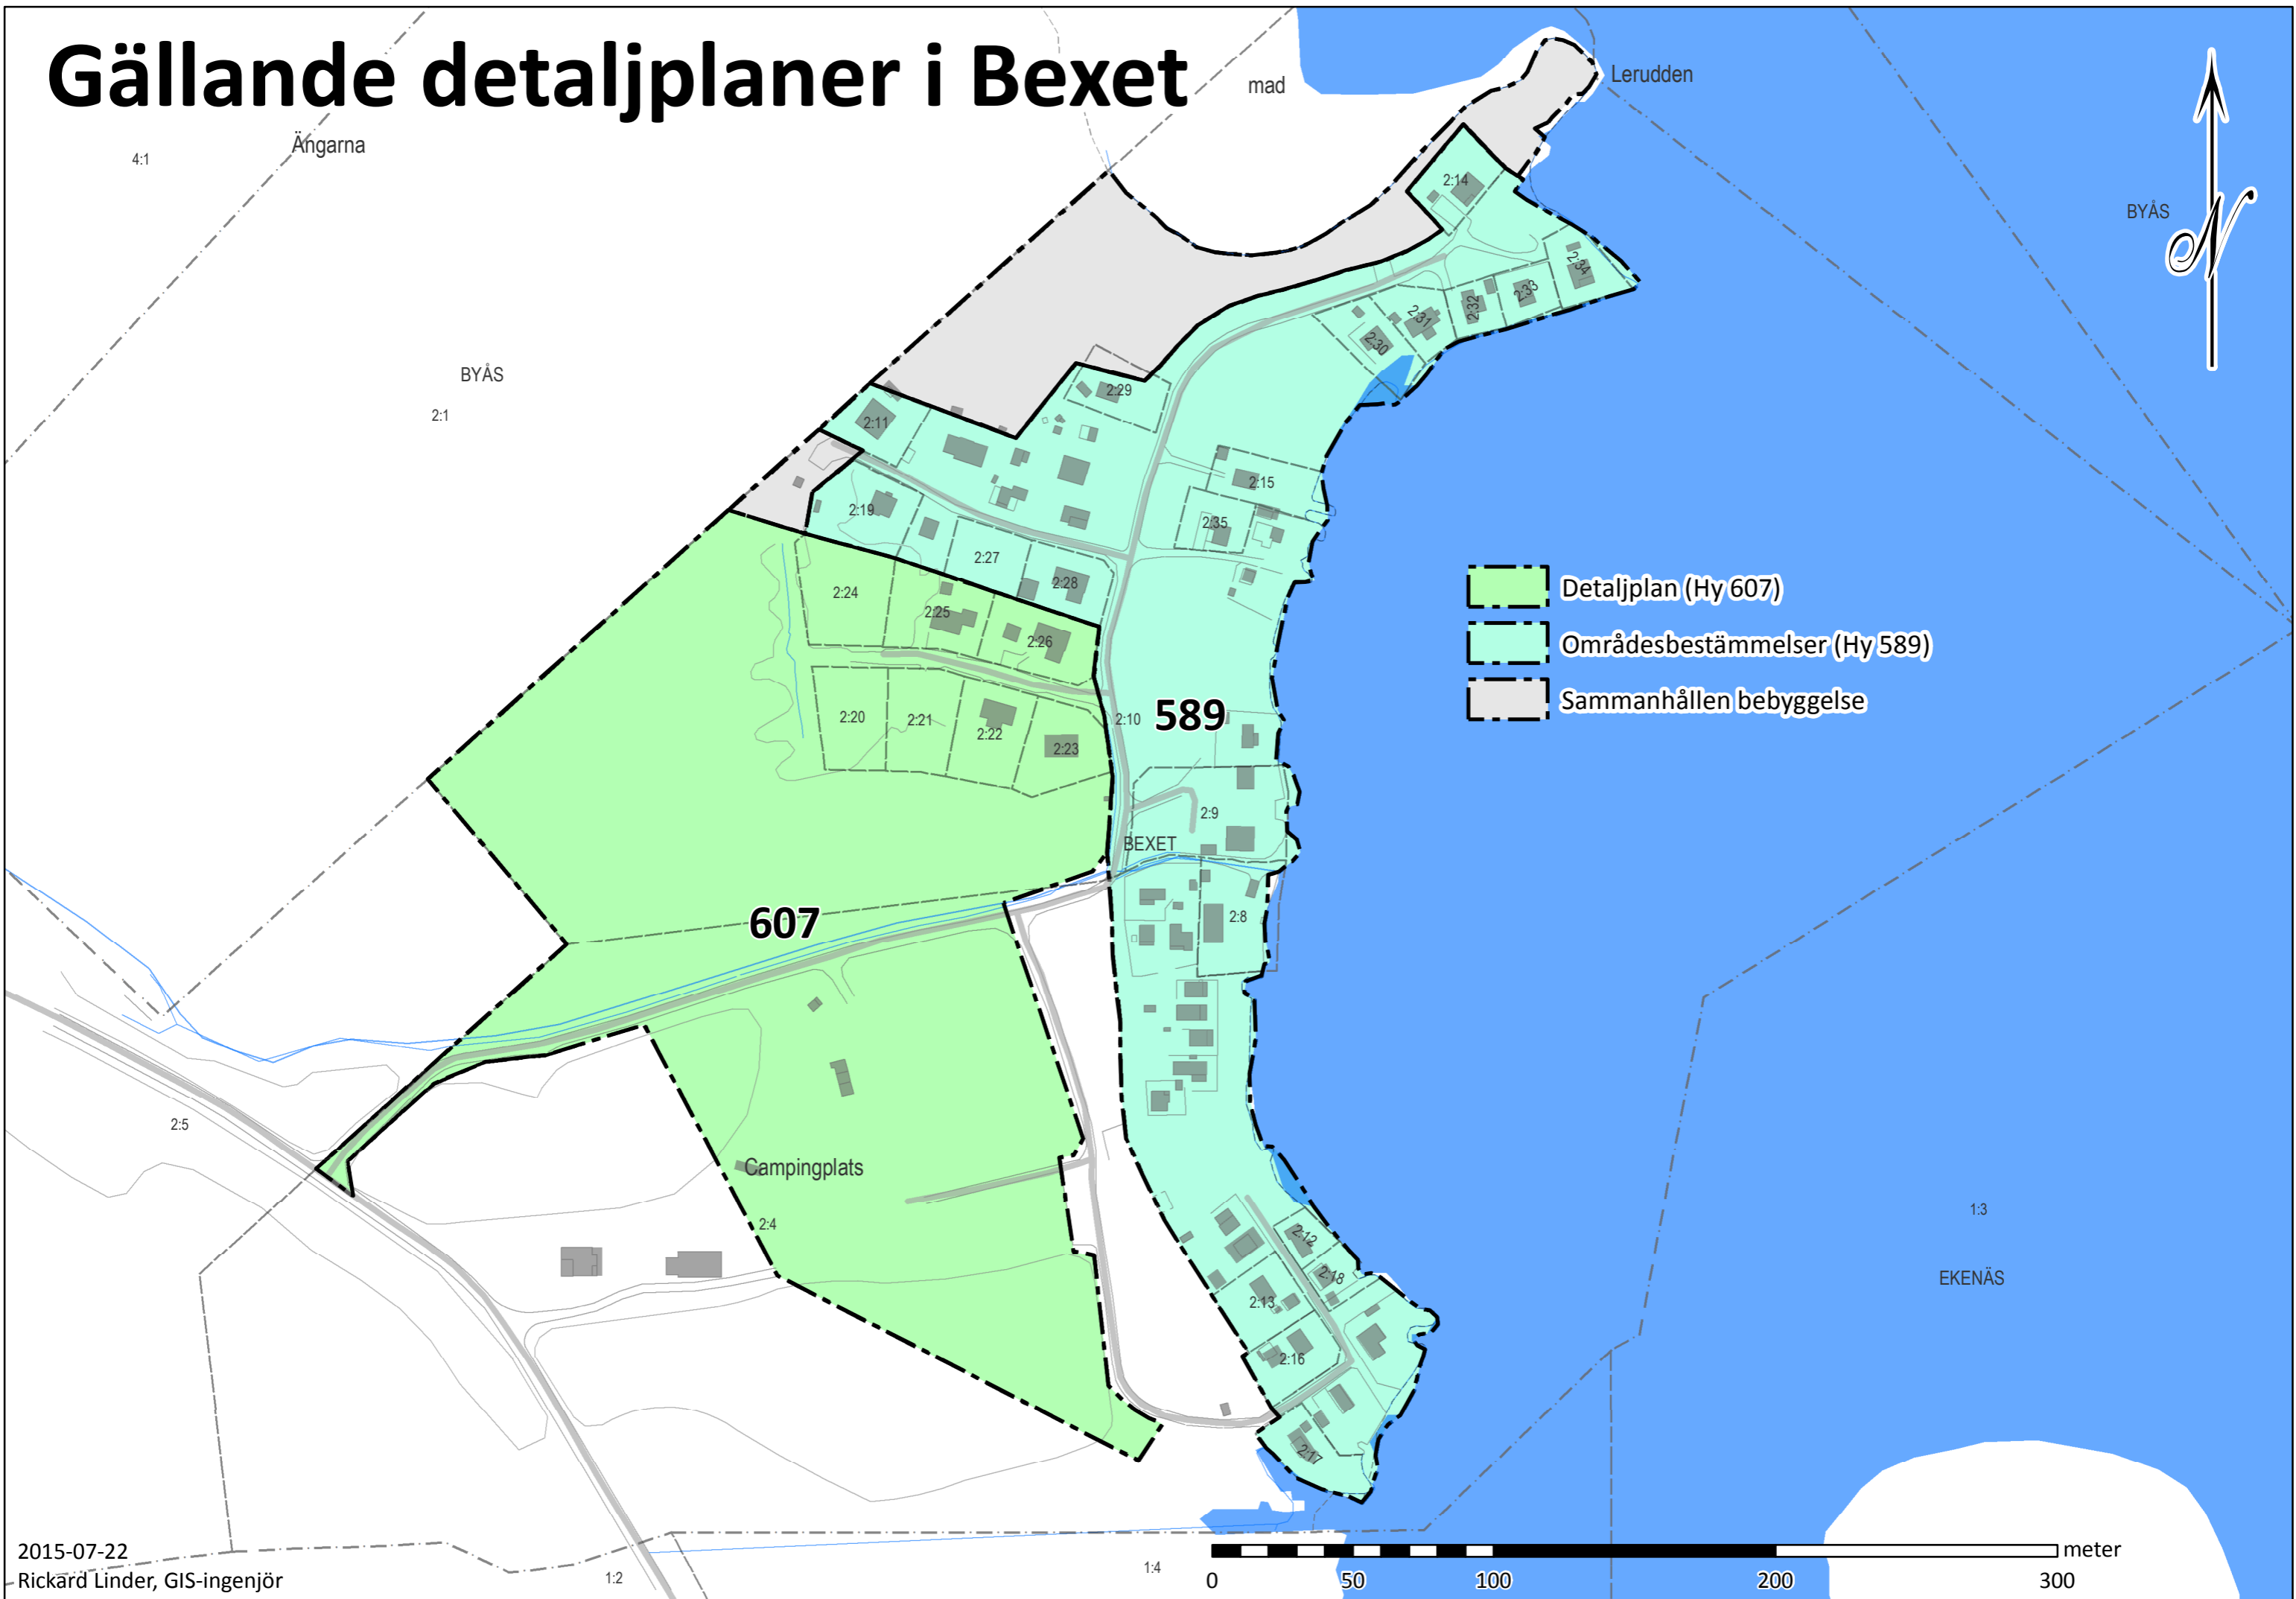 Gällande detaljplaner i Bexet
mad
Lerudden
Ängarna
4:1
2:14
BYÅS
N
2:34
2:33
2:32
2:31
2:30
BYÅS
2:1
2:29
2:11
2:15
2:19
2:35
2:27
2:28
2:24
2:25
2:26
Detaljplan (Hy 607)
Områdesbestämmelser (Hy 589)
Sammanhållen bebyggelse
2:20
2:21
2:22
2:23
2:10
589
2:9
BEXET
607
2:8
2:5
Campingplats
2:4
2:12
2:18
2:13
2:16
2:17
1:3
EKENÄS
2015-07-22
Rickard Linder, GIS-ingenjör
1:2
1:4
meter
0 50 100 200 300